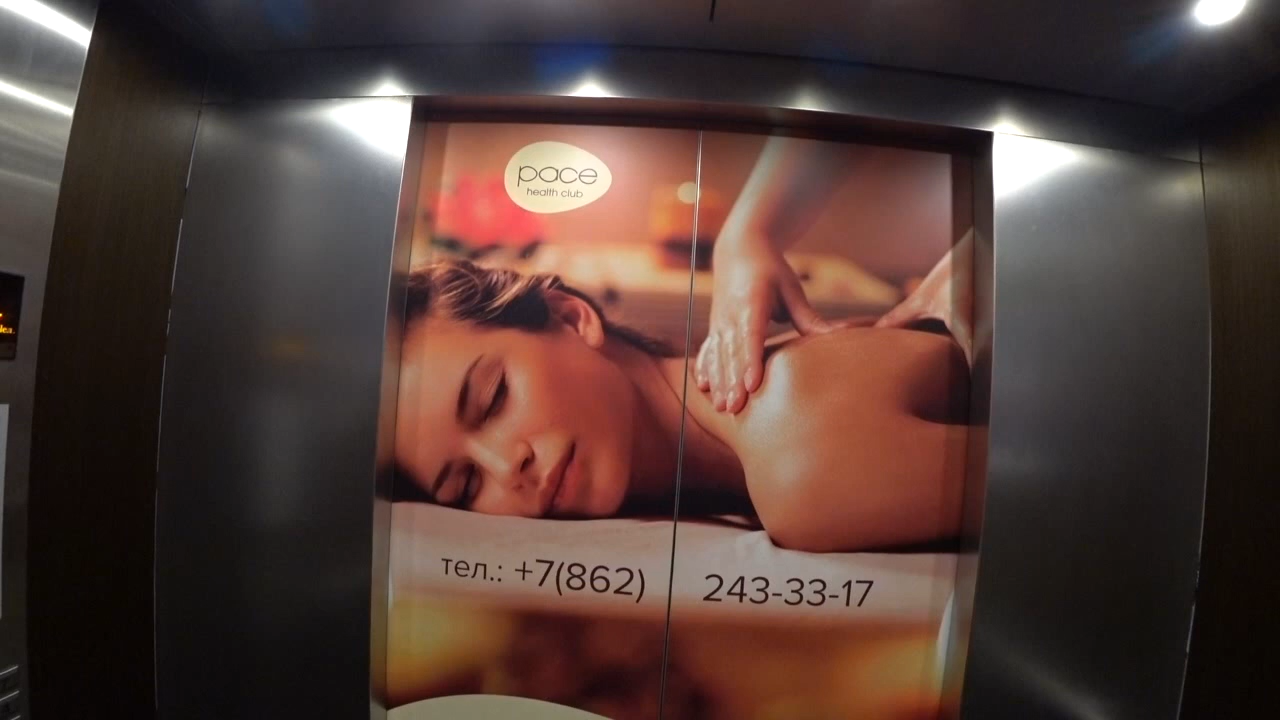 pace
health club
тел.: +7(862) 243-33-17